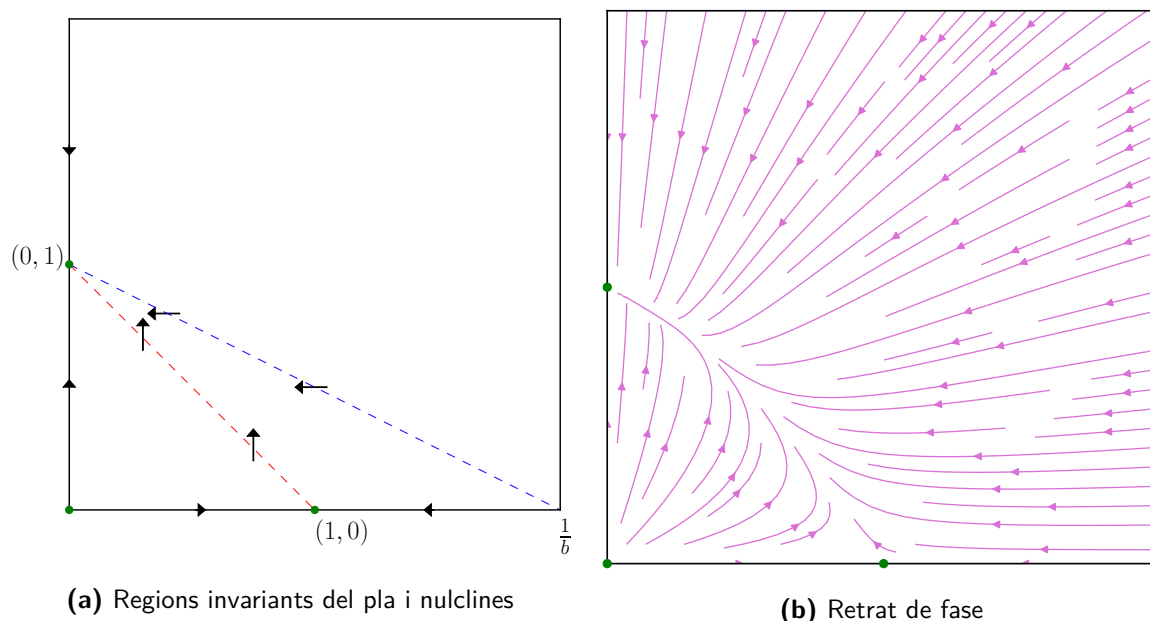 (0, 1)
(1, 0)
1/b
(a) Regions invariants del pla i nulclines
(b) Retrat de fase